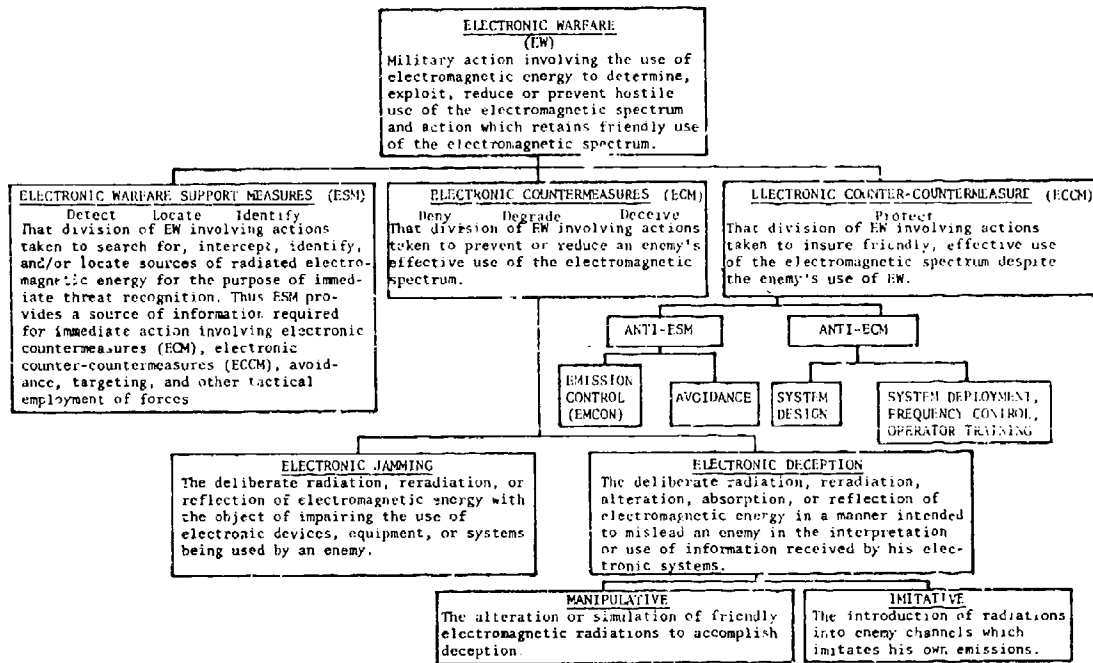 ELECTRONIC WARFARE
(EW)
Military action involving the use of
electromagnetic energy to determine,
exploit, reduce or prevent hostile
use of the electromagnetic spectrum
and action which retains friendly use
of the electromagnetic spectrum.
ELECTRONIC WARFARE SUPPORT MEASURES (ESM)
Detect Locate Identify
That division of EW involving actions
taken to search for, intercept, identify,
and/or locate sources of radiated electro-
magnetic energy for the purpose of immed-
iate threat recognition. Thus ESM pro-
vides a source of information required
for immediate action involving electronic
countermeasures (ECM), electronic
counter-countermeasures (ECCM), avoid-
ance, targeting, and other tactical
employment of forces
ELECTRONIC COUNTERMEASURES (ECM)
Deny Degrade Deceive
That division of EW involving actions
taken to prevent or reduce an enemy's
effective use of the electromagnetic
spectrum.
ELECTRONIC COUNTER-COUNTERMEASURE (ECCM)
Protect
That division of EW involving actions
taken to insure friendly, effective use
of the electromagnetic spectrum despite
the enemy's use of EW.
ANTI-ESM
ANTI-ECM
EMISSION
CONTROL
(EMCON)
AVOIDANCE
SYSTEM
DESIGN
SYSTEM DEPLOYMENT,
FREQUENCY CONTROL,
OPERATOR TRAINING
ELECTRONIC JAMMING
The deliberate radiation, reradiation, or
reflection of electromagnetic energy with
the object of impairing the use of
electronic devices, equipment, or systems
being used by an enemy.
ELECTRONIC DECEPTION
The deliberate radiation, reradiation,
alteration, absorption, or reflection of
electromagnetic energy in a manner intended
to mislead an enemy in the interpretation
or use of information received by his elec-
tronic systems.
MANIPULATIVE
The alteration or simulation of friendly
electromagnetic radiations to accomplish
deception.
IMITATIVE
The introduction of radiations
into enemy channels which
imitates his own emissions.